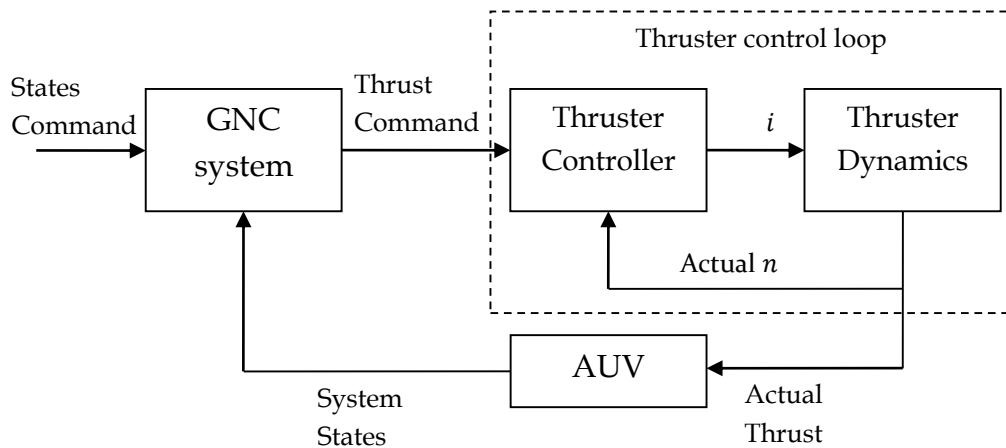 Thruster control loop
States
Command
GNC
system
Thrust
Command
Thruster
Controller
i
Thruster
Dynamics
Actual n
AUV
System
States
Actual
Thrust